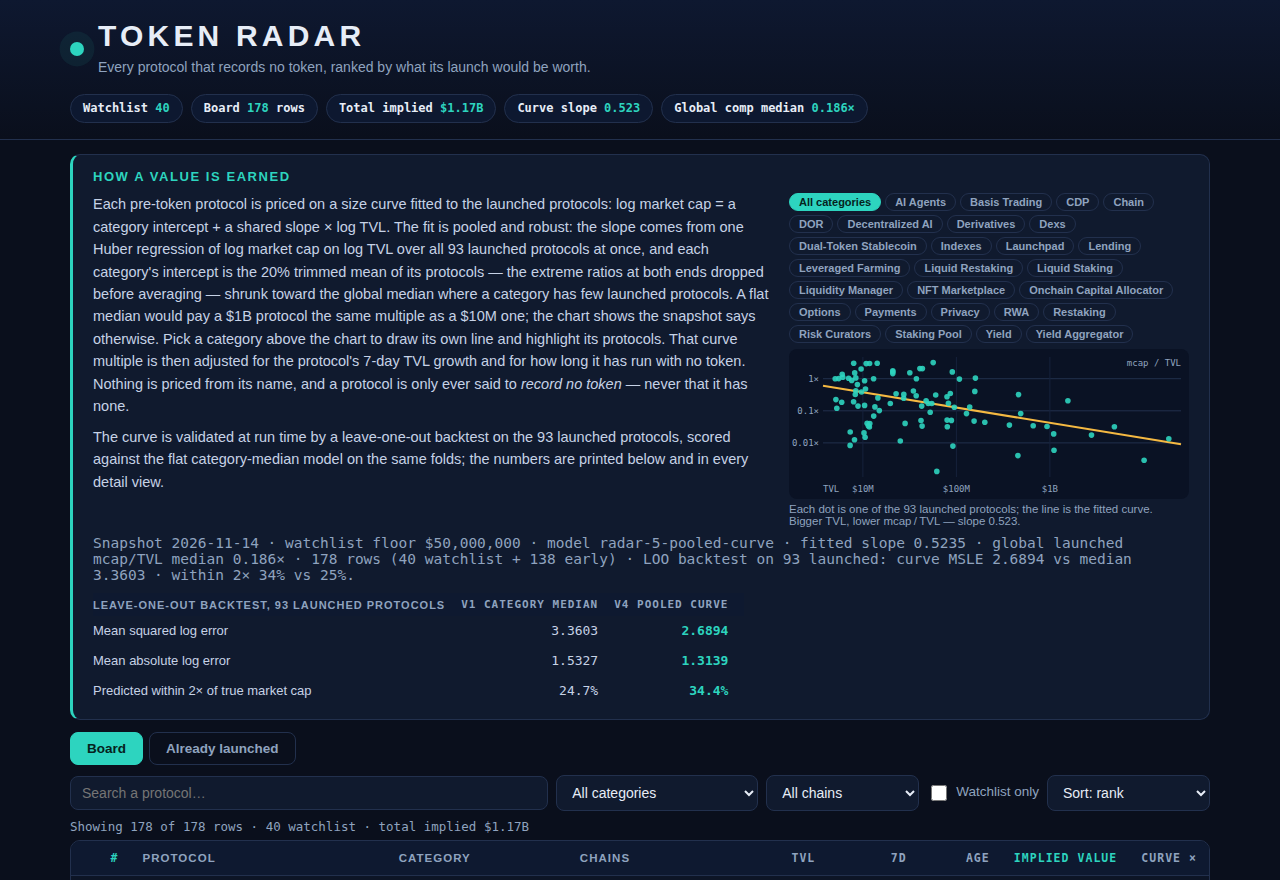 TOKEN RADAR
Every protocol that records no token, ranked by what its launch would be worth.
Watchlist 40
Board 178 rows
Total implied $1.17B
Curve slope 0.523
Global comp median 0.186×
HOW A VALUE IS EARNED
Each pre-token protocol is priced on a size curve fitted to the launched protocols: log market cap = a
category intercept + a shared slope × log TVL. The fit is pooled and robust: the slope comes from one
Huber regression of log market cap on log TVL over all 93 launched protocols at once, and each
category's intercept is the 20% trimmed mean of its protocols — the extreme ratios at both ends dropped
before averaging — shrunk toward the global median where a category has few launched protocols. A flat
median would pay a $1B protocol the same multiple as a $10M one; the chart shows the snapshot says
otherwise. Pick a category above the chart to draw its own line and highlight its protocols. That curve
multiple is then adjusted for the protocol's 7-day TVL growth and for how long it has run with no token.
Nothing is priced from its name, and a protocol is only ever said to record no token — never that it has
none.
The curve is validated at run time by a leave-one-out backtest on the 93 launched protocols, scored
against the flat category-median model on the same folds; the numbers are printed below and in every
detail view.
All categories AI Agents Basis Trading CDP Chain
DOR Decentralized AI Derivatives Dexs
Dual-Token Stablecoin Indexes Launchpad Lending
Leveraged Farming Liquid Restaking Liquid Staking
Liquidity Manager NFT Marketplace Onchain Capital Allocator
Options Payments Privacy RWA Restaking
Risk Curators Staking Pool Yield Yield Aggregator
mcap / TVL
1×
0.1×
0.01×
TVL $10M $100M $1B
Each dot is one of the 93 launched protocols; the line is the fitted curve.
Bigger TVL, lower mcap / TVL — slope 0.523.
Snapshot 2026-11-14 · watchlist floor $50,000,000 · model radar-5-pooled-curve · fitted slope 0.5235 · global launched
mcap/TVL median 0.186× · 178 rows (40 watchlist + 138 early) · LOO backtest on 93 launched: curve MSLE 2.6894 vs median
3.3603 · within 2× 34% vs 25%.
LEAVE-ONE-OUT BACKTEST, 93 LAUNCHED PROTOCOLS V1 CATEGORY MEDIAN V4 POOLED CURVE
Mean squared log error 3.3603 2.6894
Mean absolute log error 1.5327 1.3139
Predicted within 2× of true market cap 24.7% 34.4%
Board Already launched
Search a protocol… All categories All chains Watchlist only Sort: rank
Showing 178 of 178 rows · 40 watchlist · total implied $1.17B
# PROTOCOL CATEGORY CHAINS TVL 7D AGE IMPLIED VALUE CURVE ×